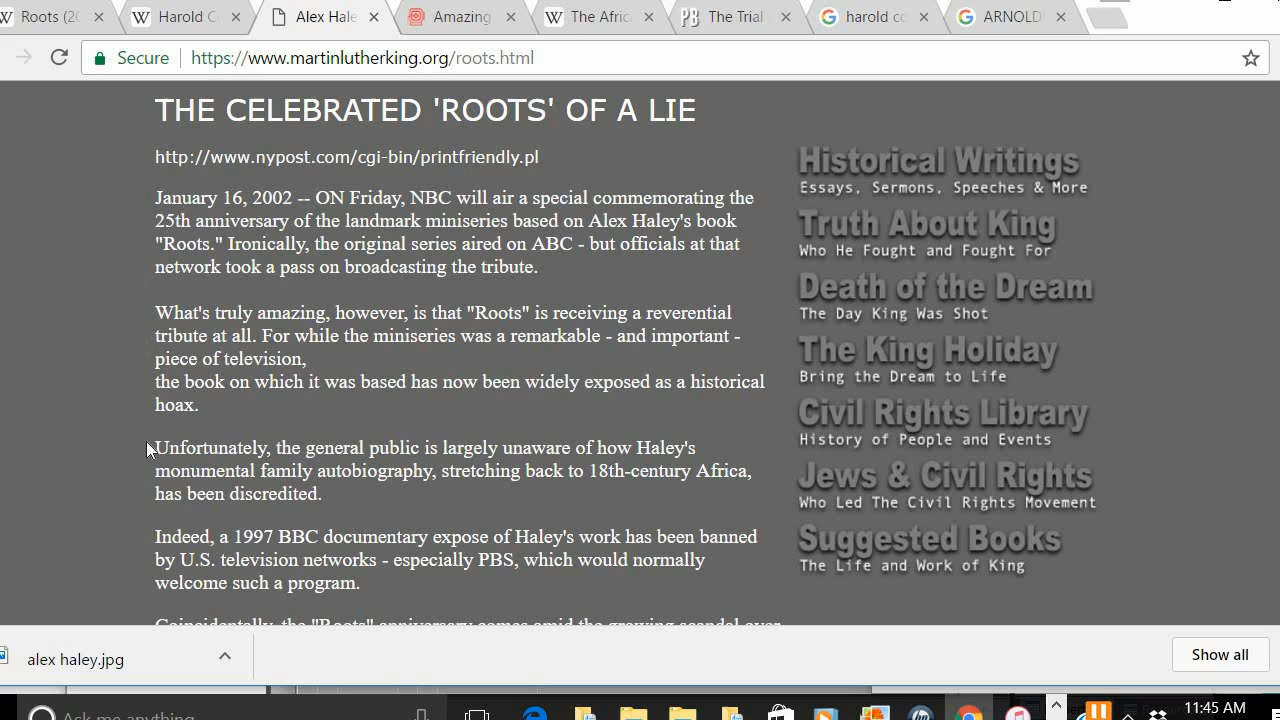 Roots (20
Harold C
Alex Hale
Amazing
The Afric
The Trial
harold co
ARNOLD
Secure
https://www.martinlutherking.org/roots.html
THE CELEBRATED 'ROOTS' OF A LIE
http://www.nypost.com/cgi-bin/printfriendly.pl
January 16, 2002 -- ON Friday, NBC will air a special commemorating the
25th anniversary of the landmark miniseries based on Alex Haley's book
"Roots." Ironically, the original series aired on ABC - but officials at that
network took a pass on broadcasting the tribute.
What's truly amazing, however, is that "Roots" is receiving a reverential
tribute at all. For while the miniseries was a remarkable - and important -
piece of television,
the book on which it was based has now been widely exposed as a historical
hoax.
Unfortunately, the general public is largely unaware of how Haley's
monumental family autobiography, stretching back to 18th-century Africa,
has been discredited.
Indeed, a 1997 BBC documentary expose of Haley's work has been banned
by U.S. television networks - especially PBS, which would normally
welcome such a program.
Coincidentally, the "Roots" anniversary comes amid the growing scandal over
Historical Writings
Essays, Sermons, Speeches & More
Truth About King
Who He Fought and Fought For
Death of the Dream
The Day King Was Shot
The King Holiday
Bring the Dream to Life
Civil Rights Library
History of People and Events
Jews & Civil Rights
Who Led The Civil Rights Movement
Suggested Books
The Life and Work of King
alex haley.jpg
Show all
Ask me anything
11:45 AM